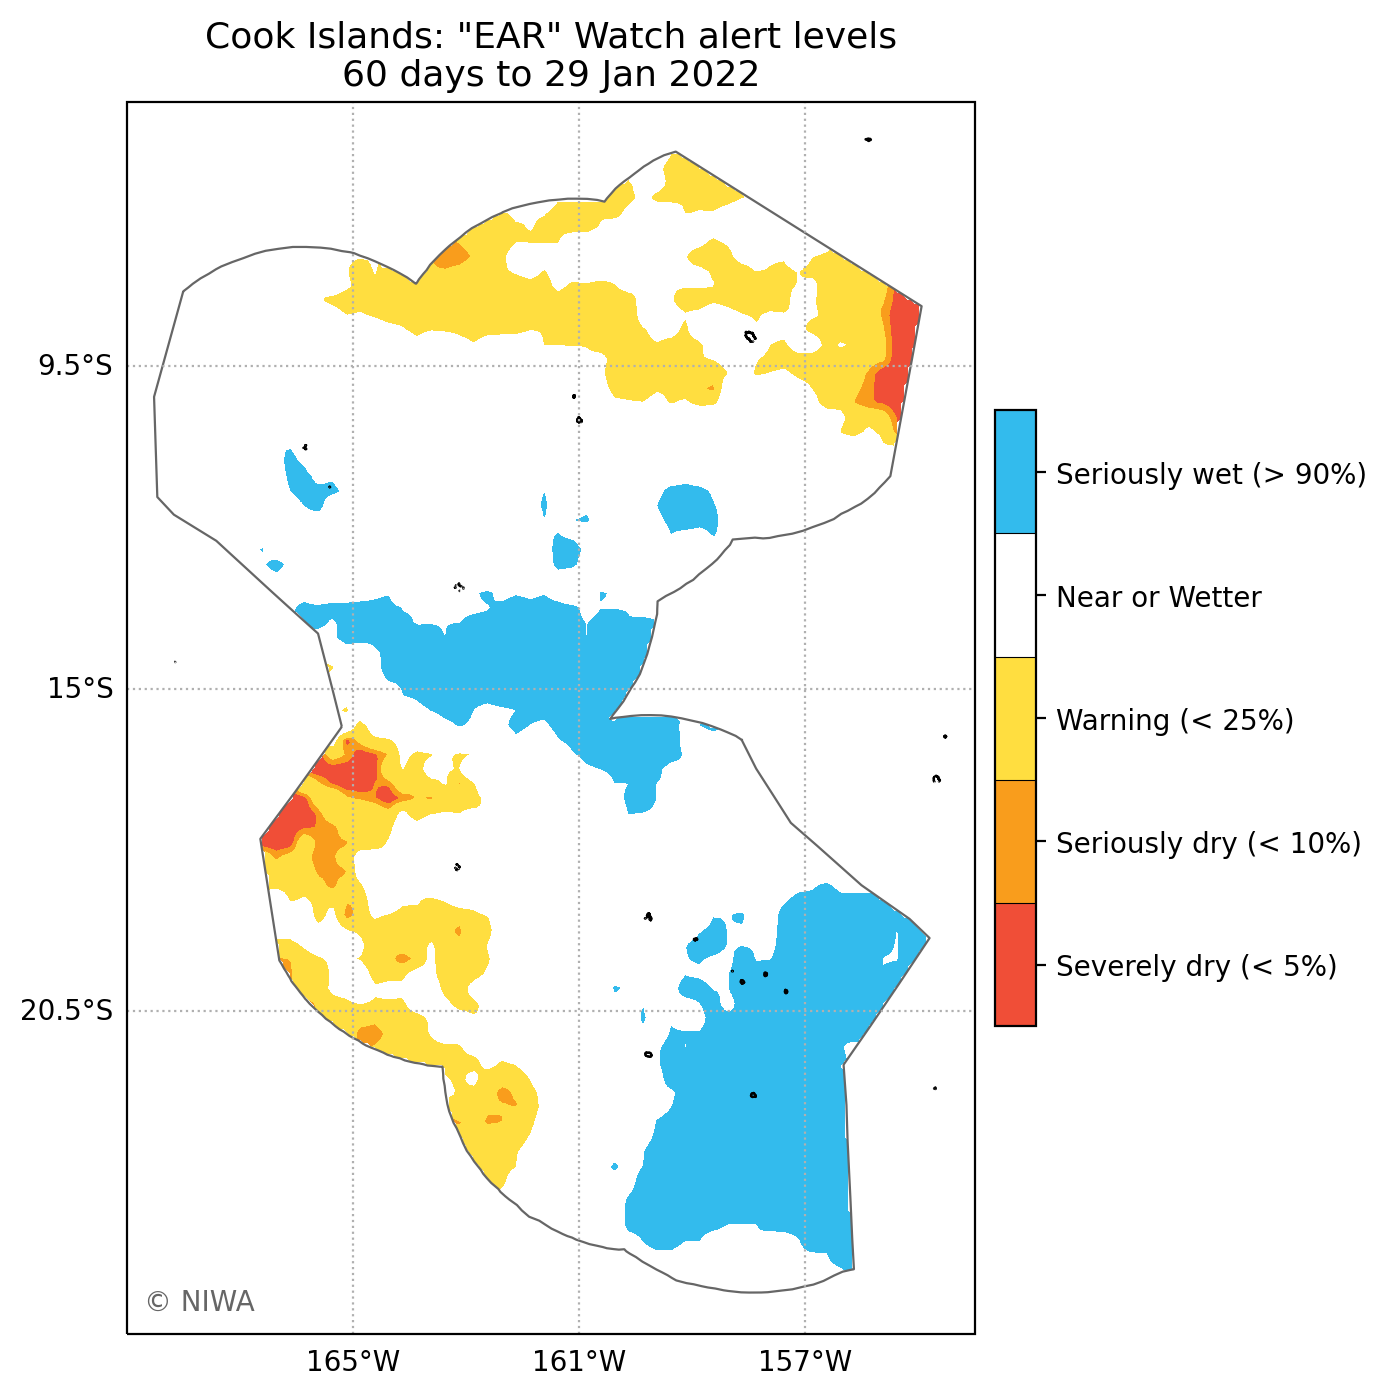 Cook Islands: "EAR" Watch alert levels
60 days to 29 Jan 2022
9.5°S
15°S
20.5°S
165°W
161°W
157°W
Seriously wet (> 90%)
Near or Wetter
Warning (< 25%)
Seriously dry (< 10%)
Severely dry (< 5%)
© NIWA